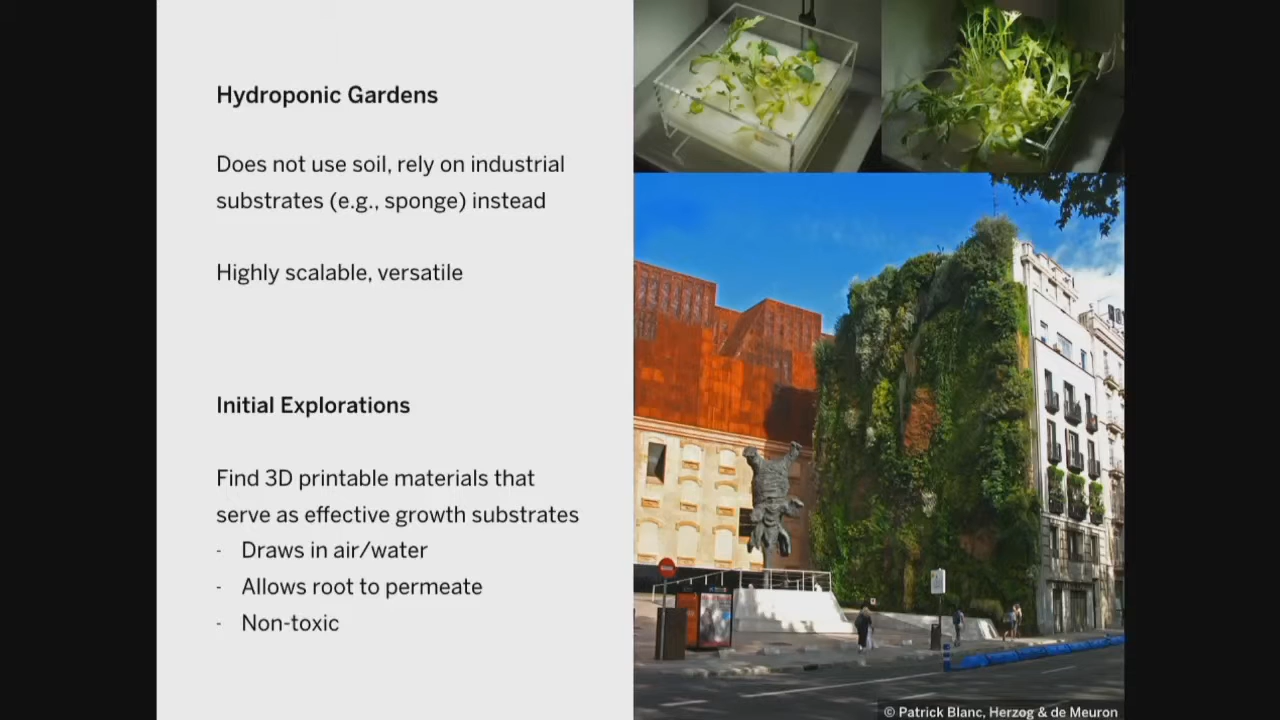 Hydroponic Gardens
Does not use soil, rely on industrial
substrates (e.g., sponge) instead
Highly scalable, versatile
Initial Explorations
Find 3D printable materials that
serve as effective growth substrates
- Draws in air/water
- Allows root to permeate
- Non-toxic
© Patrick Blanc, Herzog & de Meuron